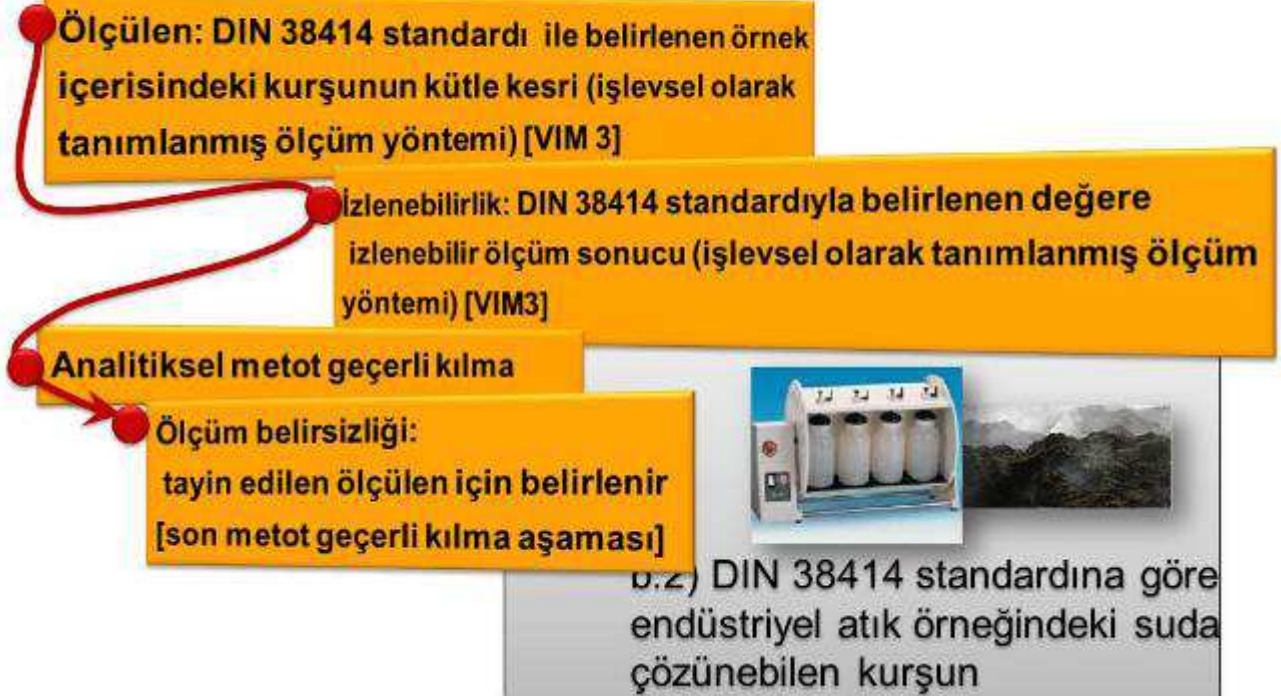 Ölçülen: DIN 38414 standardı ile belirlenen örnek
içerisindeki kurşunun kütle kesri (işlevsel olarak
tanımlanmış ölçüm yöntemi) [VIM 3]
İzlenebilirlik: DIN 38414 standardıyla belirlenen değere
izlenebilir ölçüm sonucu (işlevsel olarak tanımlanmış ölçüm
yöntemi) [VIM3]
Analitiksel metot geçerli kılma
Ölçüm belirsizliği:
tayin edilen ölçülen için belirlenir
[son metot geçerli kılma aşaması]
b.2) DIN 38414 standardına göre
endüstriyel atık örneğindeki suda
çözünebilen kurşun